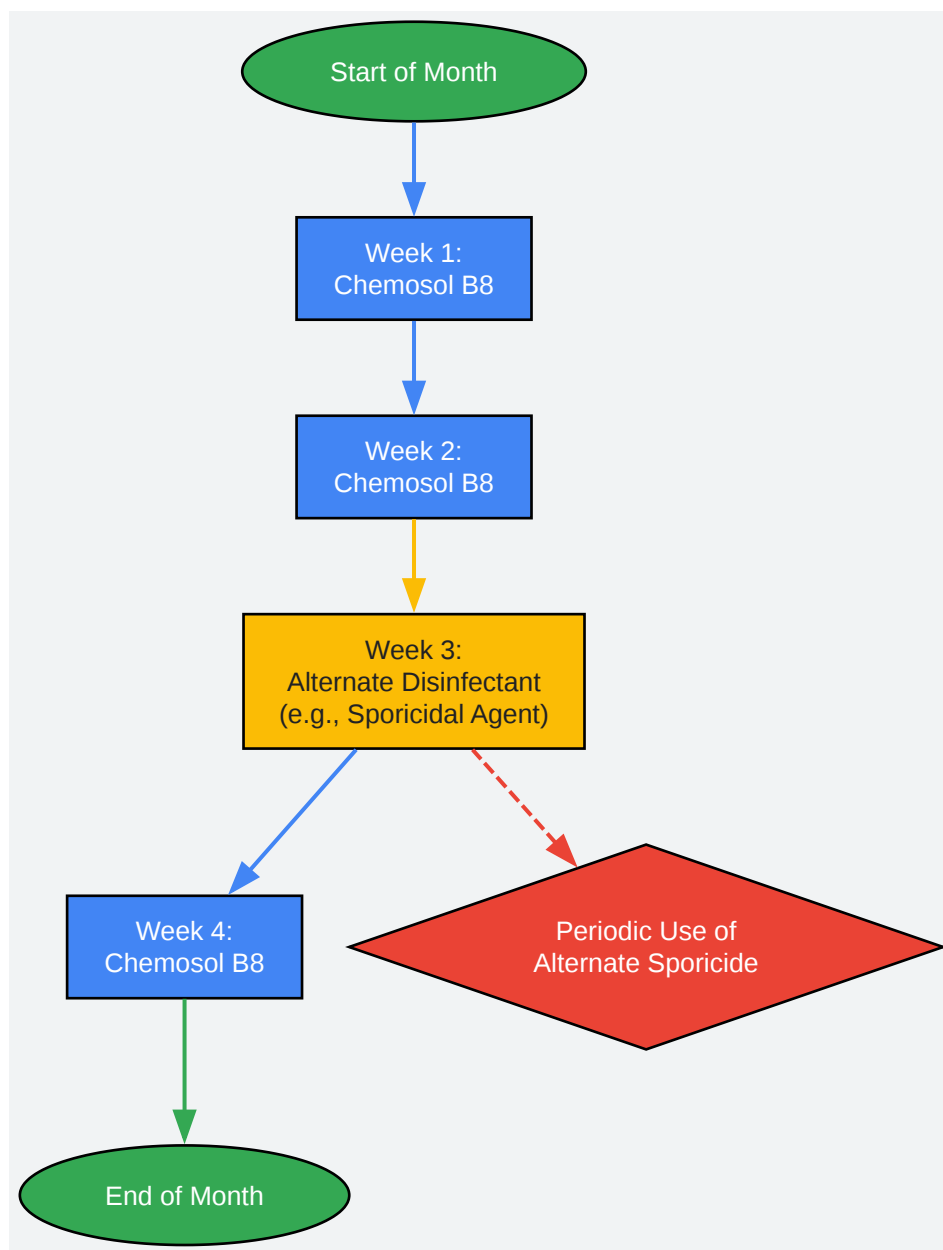 Start of Month
Week 1:
Chemosol B8
Week 2:
Chemosol B8
Week 3:
Alternate Disinfectant
(e.g., Sporicidal Agent)
Week 4:
Chemosol B8
Periodic Use of
Alternate Sporicide
End of Month